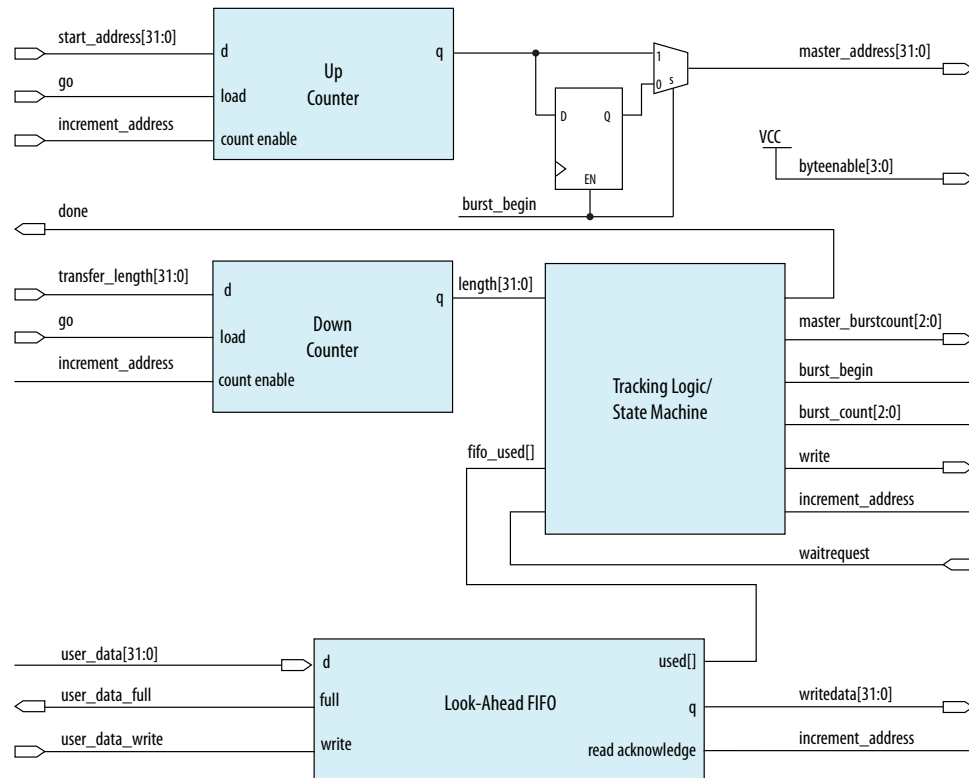 start_address[31:0]
d
q
go
load
increment_address
count enable
Up
Counter
1
0
s
D
Q
EN
master_address[31:0]
VCC
byteenable[3:0]
burst_begin
done
transfer_length[31:0]
d
q
length[31:0]
go
load
increment_address
count enable
Down
Counter
Tracking Logic/
State Machine
master_burstcount[2:0]
burst_begin
burst_count[2:0]
fifo_used[]
write
increment_address
waitrequest
user_data[31:0]
d
used[]
user_data_full
full
Look-Ahead FIFO
q
writedata[31:0]
user_data_write
write
read acknowledge
increment_address